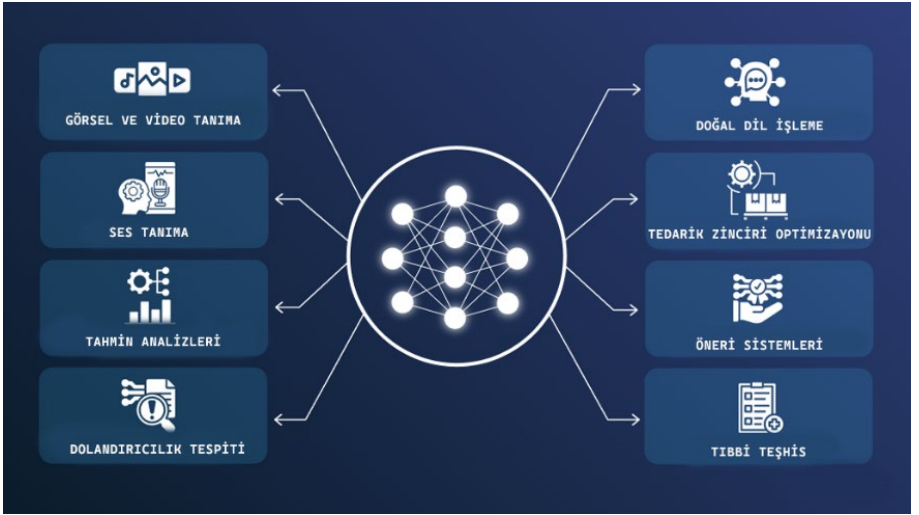 GÖRSEL VE VİDEO TANIMA
SES TANIMA
TAHMİN ANALİZLERİ
DOLANDIRICILIK TESPİTİ
DOĞAL DİL İŞLEME
TEDARİK ZİNCİRİ OPTİMİZAYONU
ÖNERİ SİSTEMLERİ
TIBBİ TEŞHİS